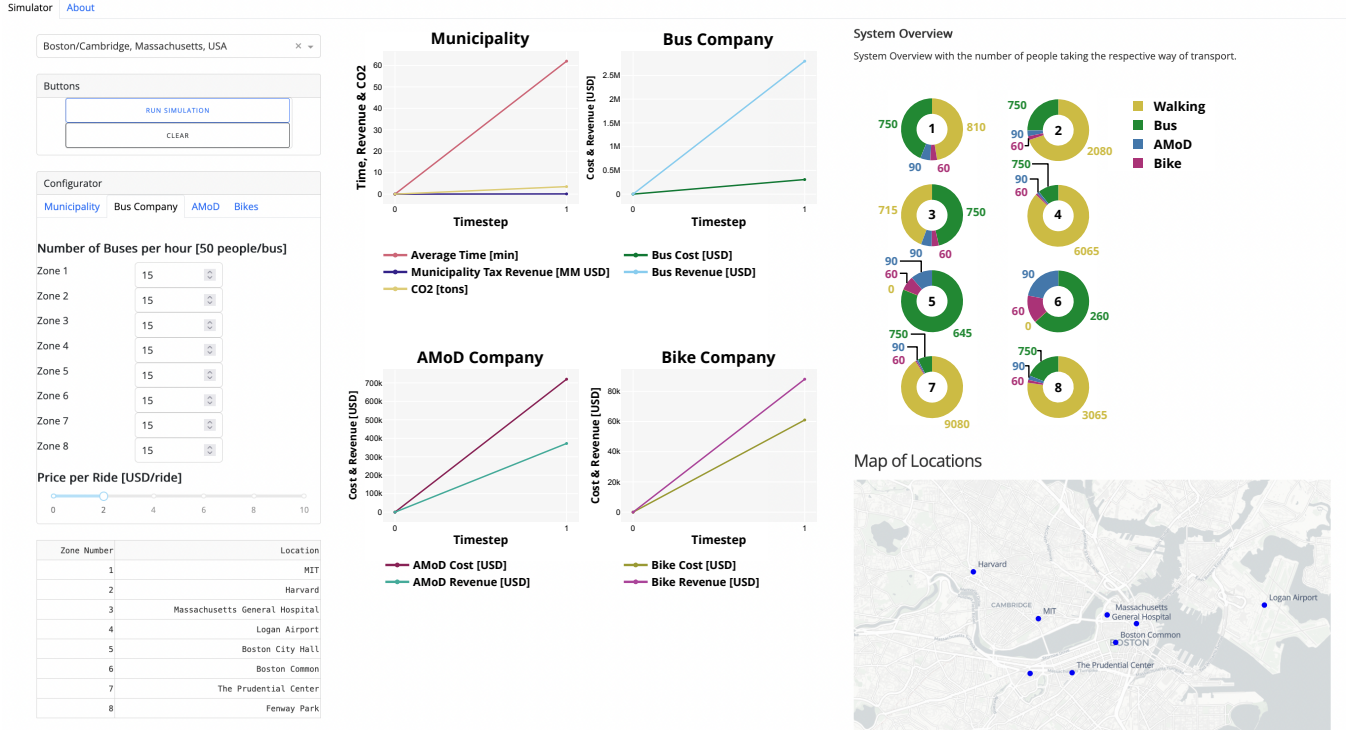 Simulator About
Boston/Cambridge, Massachusetts, USA
Buttons
RUN SIMULATION
CLEAR
Configurator
Municipality Bus Company AMoD Bikes
Number of Buses per hour [50 people/bus]
Zone 1 15
Zone 2 15
Zone 3 15
Zone 4 15
Zone 5 15
Zone 6 15
Zone 7 15
Zone 8 15
Price per Ride [USD/ride]
0 2 4 6 8 10
Zone Number Location
1 MIT
2 Harvard
3 Massachusetts General Hospital
4 Logan Airport
5 Boston City Hall
6 Boston Common
7 The Prudential Center
8 Fenway Park
Municipality
Time, Revenue & CO2
60
50
40
30
20
10
0
0 1
Timestep
Average Time [min]
Municipality Tax Revenue [MM USD]
CO2 [tons]
Bus Company
Cost & Revenue [USD]
2.5M
2M
1.5M
1M
0.5M
0
0 1
Timestep
Bus Cost [USD]
Bus Revenue [USD]
AMoD Company
Cost & Revenue [USD]
700k
600k
500k
400k
300k
200k
100k
0
0 1
Timestep
AMoD Cost [USD]
AMoD Revenue [USD]
Bike Company
Cost & Revenue [USD]
80k
60k
40k
20k
0
0 1
Timestep
Bike Cost [USD]
Bike Revenue [USD]
System Overview
System Overview with the number of people taking the respective way of transport.
750 1 810
90 60
750
90 2
60 2080
715 3 750
90 60
750
90
60 4
6065
90
60
0 5
645
90
60 6 260
0
750
90
60
7
9080
750
90
60 8
3065
Walking
Bus
AMoD
Bike
Map of Locations
Harvard
CAMBRIDGE
MIT
Massachusetts
General Hospital
Logan Airport
Boston Common
BOSTON
The Prudential Center